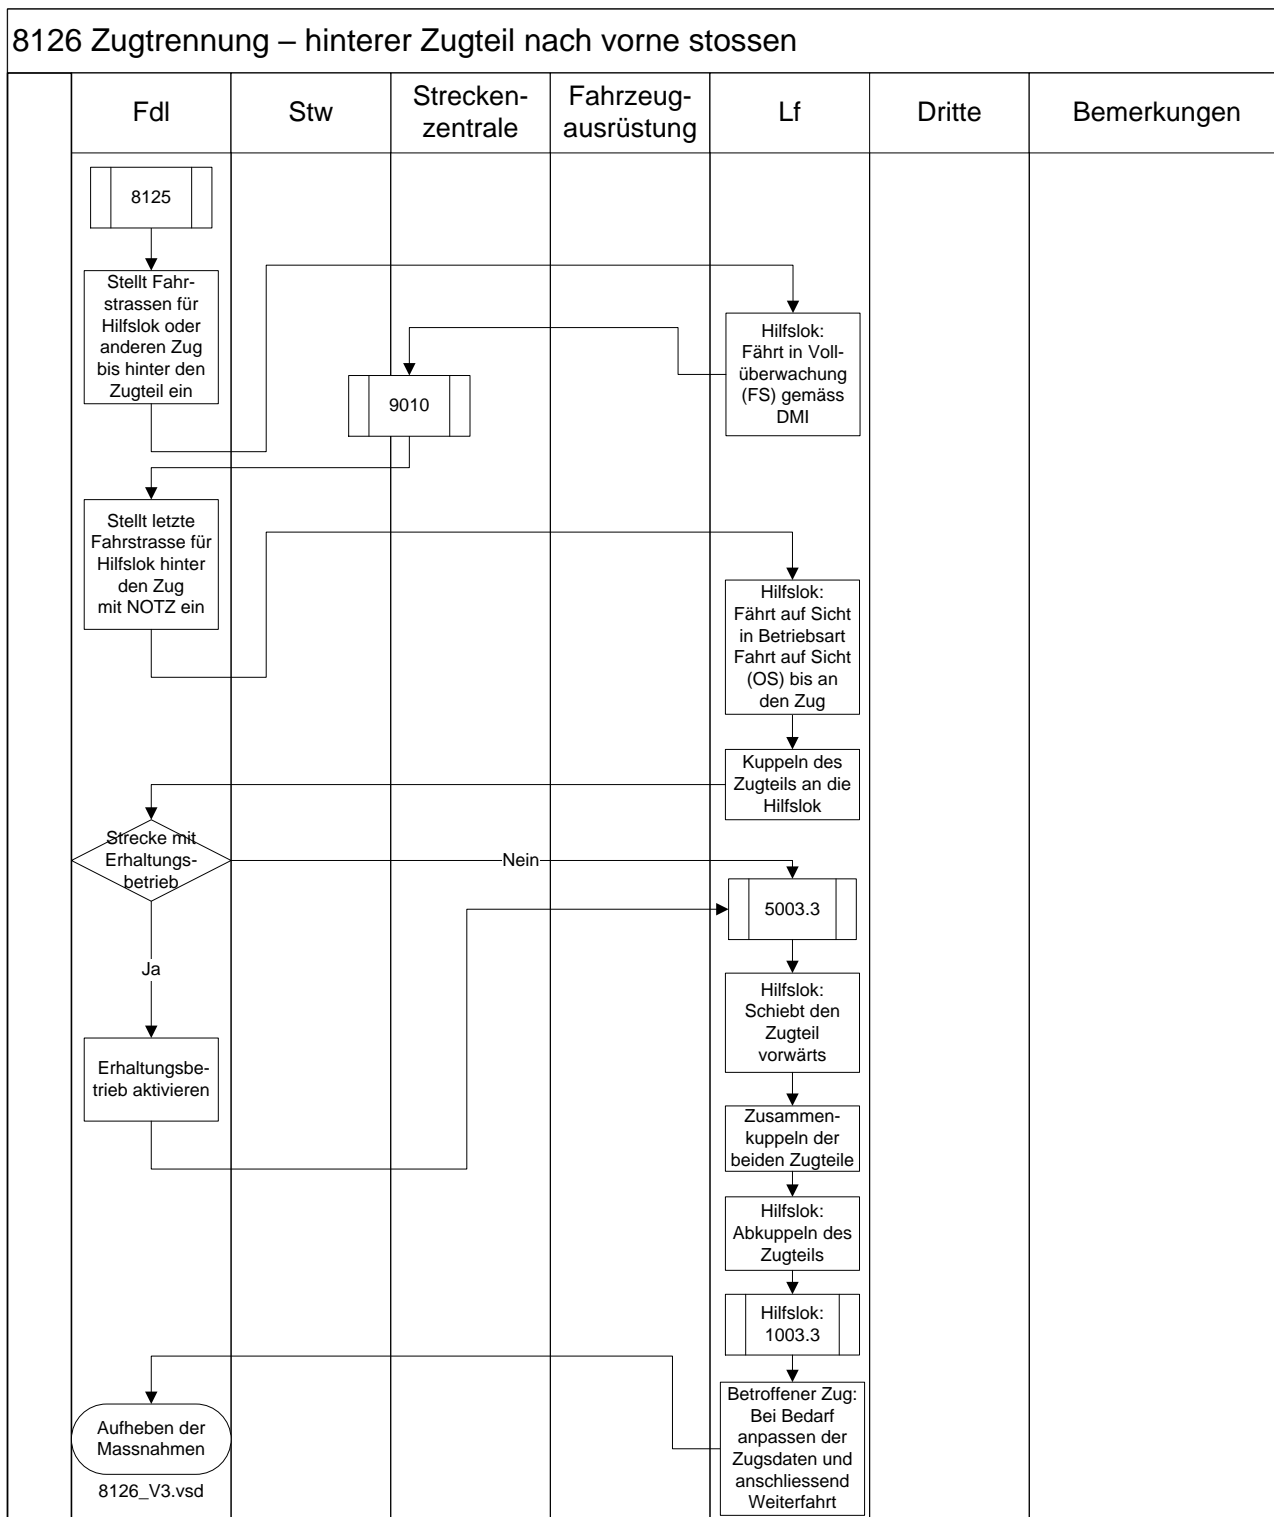 8126 Zugtrennung – hinterer Zugteil nach vorne stossen
Fdl
Stw
Strecken-
zentrale
Fahrzeug-
ausrüstung
Lf
Dritte
Bemerkungen
8125
Stellt Fahr-
strassen für
Hilfslok oder
anderen Zug
bis hinter den
Zugteil ein
Hilfslok:
Fährt in Voll-
überwachung
(FS) gemäss
DMI
9010
Stellt letzte
Fahrstrasse für
Hilfslok hinter
den Zug
mit NOTZ ein
Hilfslok:
Fährt auf Sicht
in Betriebsart
Fahrt auf Sicht
(OS) bis an
den Zug
Kuppeln des
Zugteils an die
Hilfslok
Strecke mit
Erhaltungs-
betrieb
Nein
5003.3
Ja
Hilfslok:
Schiebt den
Zugteil
vorwärts
Erhaltungsbe-
trieb aktivieren
Zusammen-
kuppeln der
beiden Zugteile
Hilfslok:
Abkuppeln des
Zugteils
Hilfslok:
1003.3
Betroffener Zug:
Bei Bedarf
anpassen der
Zugsdaten und
anschliessend
Weiterfahrt
Aufheben der
Massnahmen
8126_V3.vsd